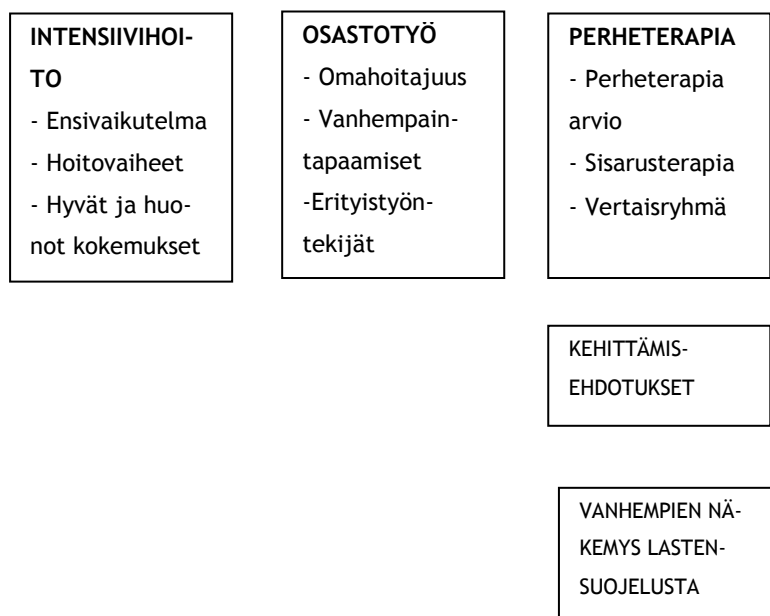 INTENSIIVIHOI-
TO
- Ensivaikutelma
- Hoitovaiheet
- Hyvät ja huo-
not kokemukset
OSASTOTYÖ
- Omahoitajuus
- Vanhempain-
tapaamiset
-Erityistyön-
tekijät
PERHETERAPIA
- Perheterapia
arvio
- Sisarusterapia
- Vertaisryhmä
KEHITTÄMIS-
EHDOTUKSET
VANHEMPIEN NÄ-
KEMYS LASTEN-
SUOJELUSTA